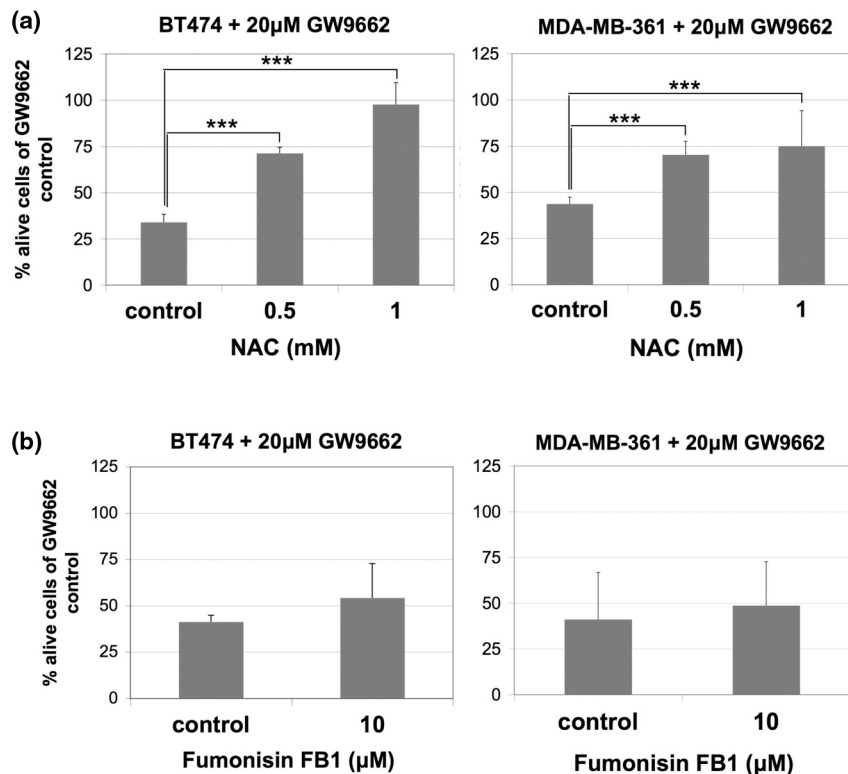 (a)
BT474 + 20μM GW9662
% alive cells of GW9662
control
125
100
75
50
25
0
***
***
control 0.5 1
NAC (mM)
MDA-MB-361 + 20μM GW9662
125
100
75
50
25
0
***
***
control 0.5 1
NAC (mM)
(b)
BT474 + 20μM GW9662
% alive cells of GW9662
control
125
100
75
50
25
0
control 10
Fumonisin FB1 (μM)
MDA-MB-361 + 20μM GW9662
125
100
75
50
25
0
control 10
Fumonisin FB1 (μM)